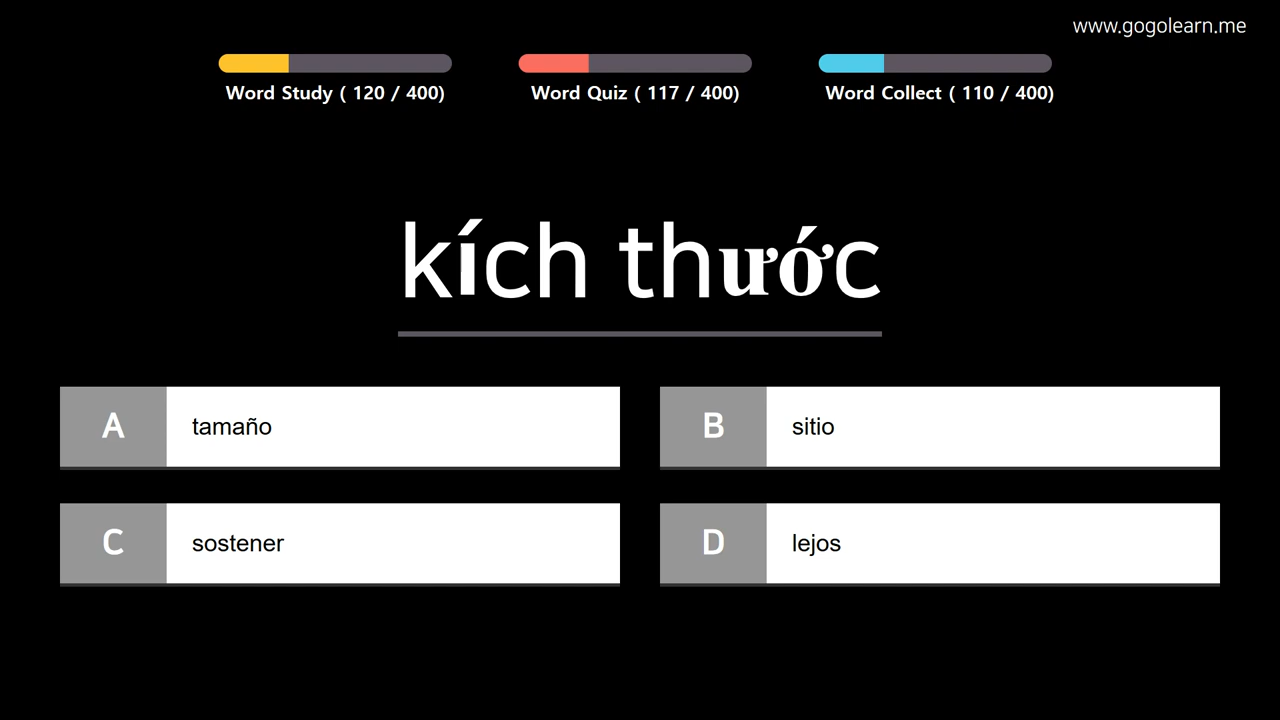 www.gogolearn.me
Word Study ( 120 / 400)
Word Quiz ( 117 / 400)
Word Collect ( 110 / 400)
kích thước
A tamaño
B sitio
C sostener
D lejos